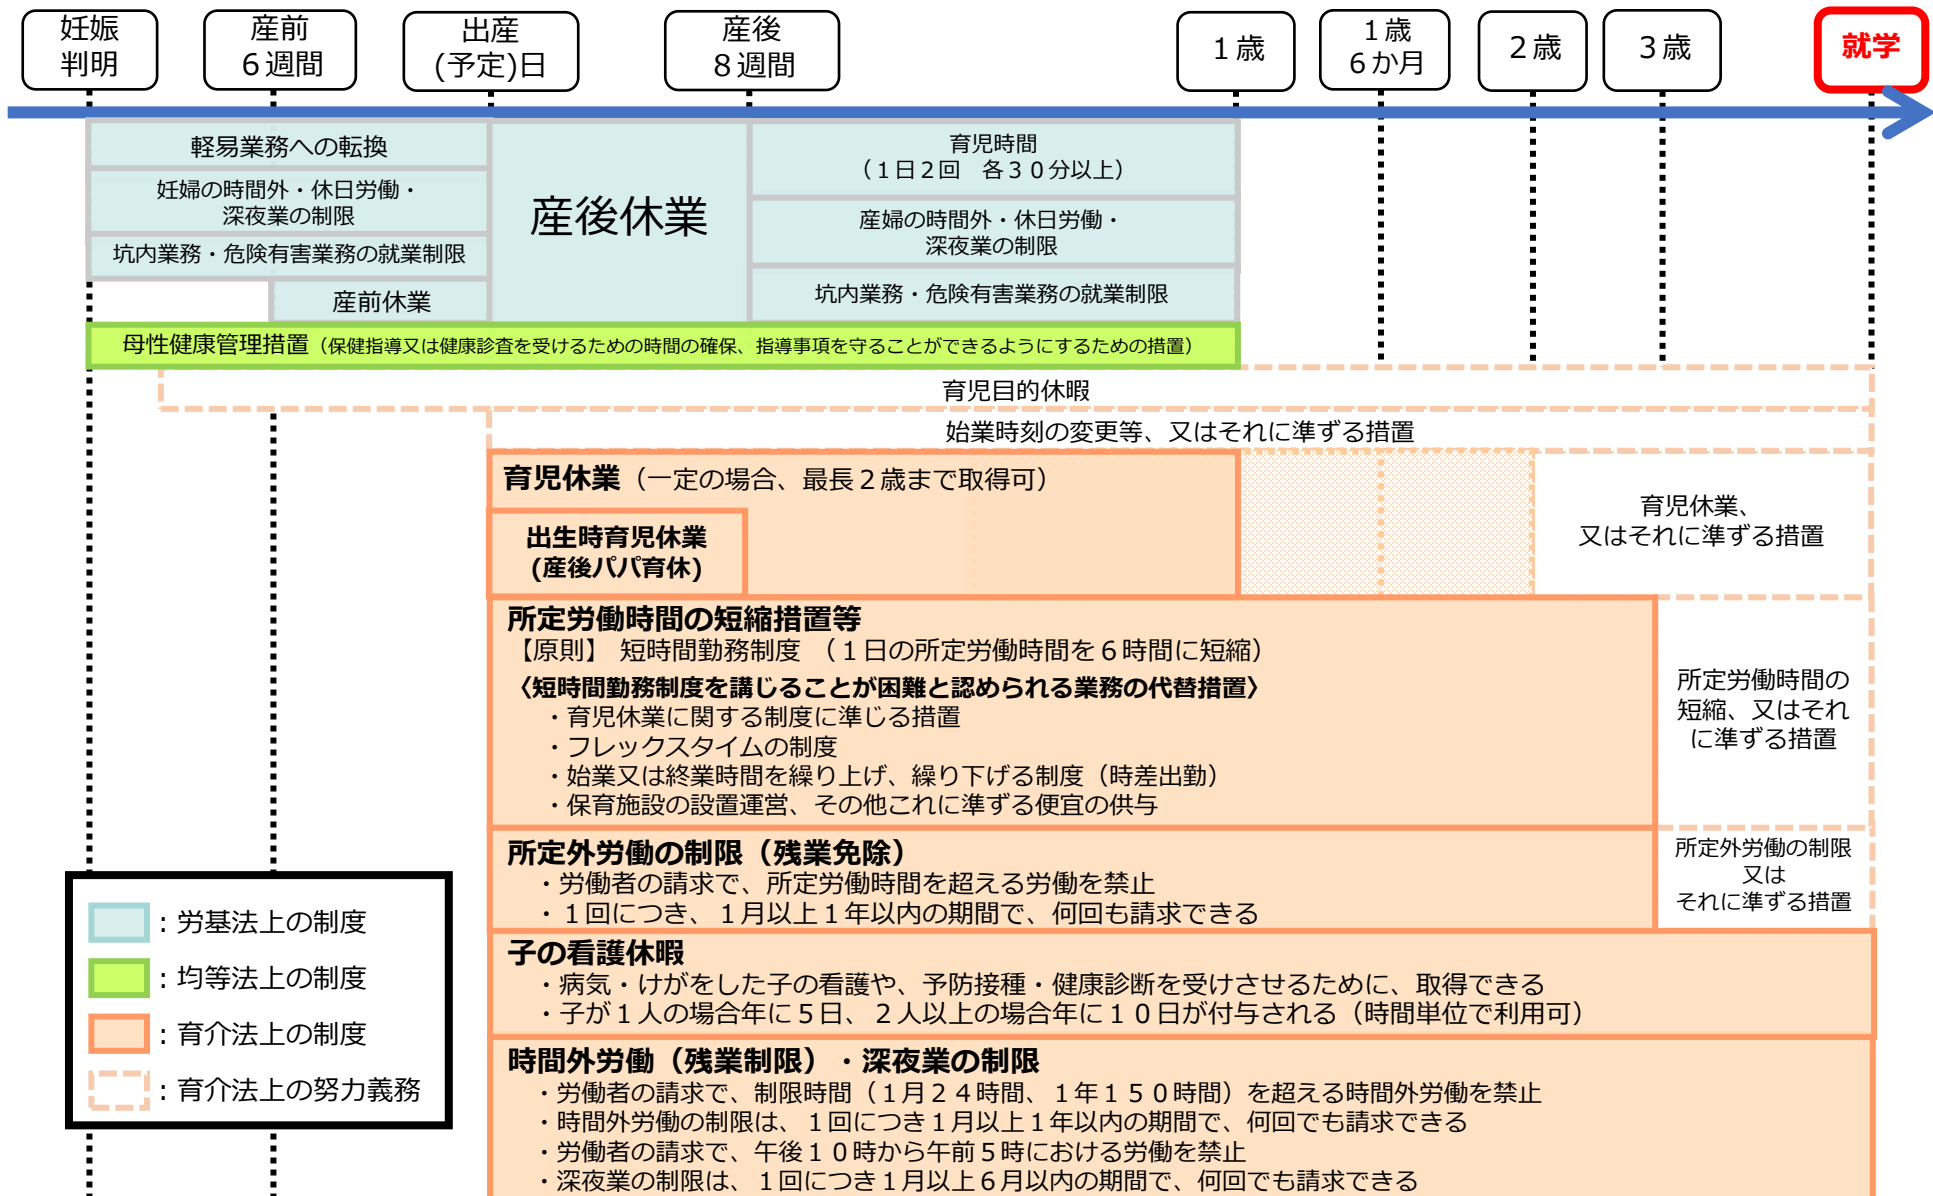 妊娠
判明
産前
６週間
出産
(予定)日
産後
８週間
１歳
１歳
６か月
２歳
３歳
就学
軽易業務への転換
妊婦の時間外・休日労働・
深夜業の制限
坑内業務・危険有害業務の就業制限
産前休業
産後休業
育児時間
（１日２回　各３０分以上）
産婦の時間外・休日労働・
深夜業の制限
坑内業務・危険有害業務の就業制限
母性健康管理措置（保健指導又は健康診査を受けるための時間の確保、指導事項を守ることができるようにするための措置）
育児目的休暇
始業時刻の変更等、又はそれに準ずる措置
育児休業（一定の場合、最長２歳まで取得可）
出生時育児休業
(産後パパ育休)
育児休業、
又はそれに準ずる措置
所定労働時間の短縮措置等
【原則】 短時間勤務制度 （１日の所定労働時間を６時間に短縮）
〈短時間勤務制度を講じることが困難と認められる業務の代替措置〉
・育児休業に関する制度に準じる措置
・フレックスタイムの制度
・始業又は終業時間を繰り上げ、繰り下げる制度（時差出勤）
・保育施設の設置運営、その他これに準ずる便宜の供与
所定労働時間の
短縮、又はそれ
に準ずる措置
所定外労働の制限（残業免除）
・労働者の請求で、所定労働時間を超える労働を禁止
・１回につき、１月以上１年以内の期間で、何回も請求できる
所定外労働の制限
又は
それに準ずる措置
子の看護休暇
・病気・けがをした子の看護や、予防接種・健康診断を受けさせるために、取得できる
・子が１人の場合年に５日、２人以上の場合年に１０日が付与される（時間単位で利用可）
時間外労働（残業制限）・深夜業の制限
・労働者の請求で、制限時間（１月２４時間、１年１５０時間）を超える時間外労働を禁止
・時間外労働の制限は、１回につき１月以上１年以内の期間で、何回でも請求できる
・労働者の請求で、午後１０時から午前５時における労働を禁止
・深夜業の制限は、１回につき１月以上６月以内の期間で、何回でも請求できる
：労基法上の制度
：均等法上の制度
：育介法上の制度
：育介法上の努力義務